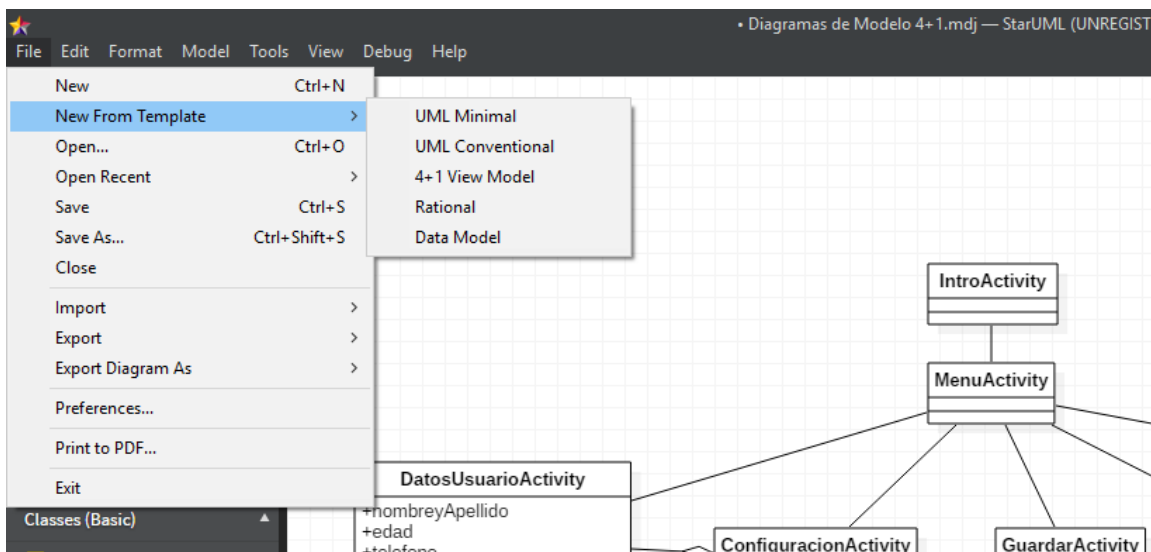 • Diagramas de Modelo 4+1.mdj — StarUML (UNREGIST
File Edit Format Model Tools View Debug Help
New Ctrl+N
New From Template >
Open... Ctrl+O
Open Recent >
Save Ctrl+S
Save As... Ctrl+Shift+S
Close
Import >
Export >
Export Diagram As >
Preferences...
Print to PDF...
Exit
UML Minimal
UML Conventional
4+1 View Model
Rational
Data Model
Classes (Basic)
IntroActivity
MenuActivity
DatosUsuarioActivity
+nombreyApellido
+edad
+telefono
ConfiguracionActivity
GuardarActivity